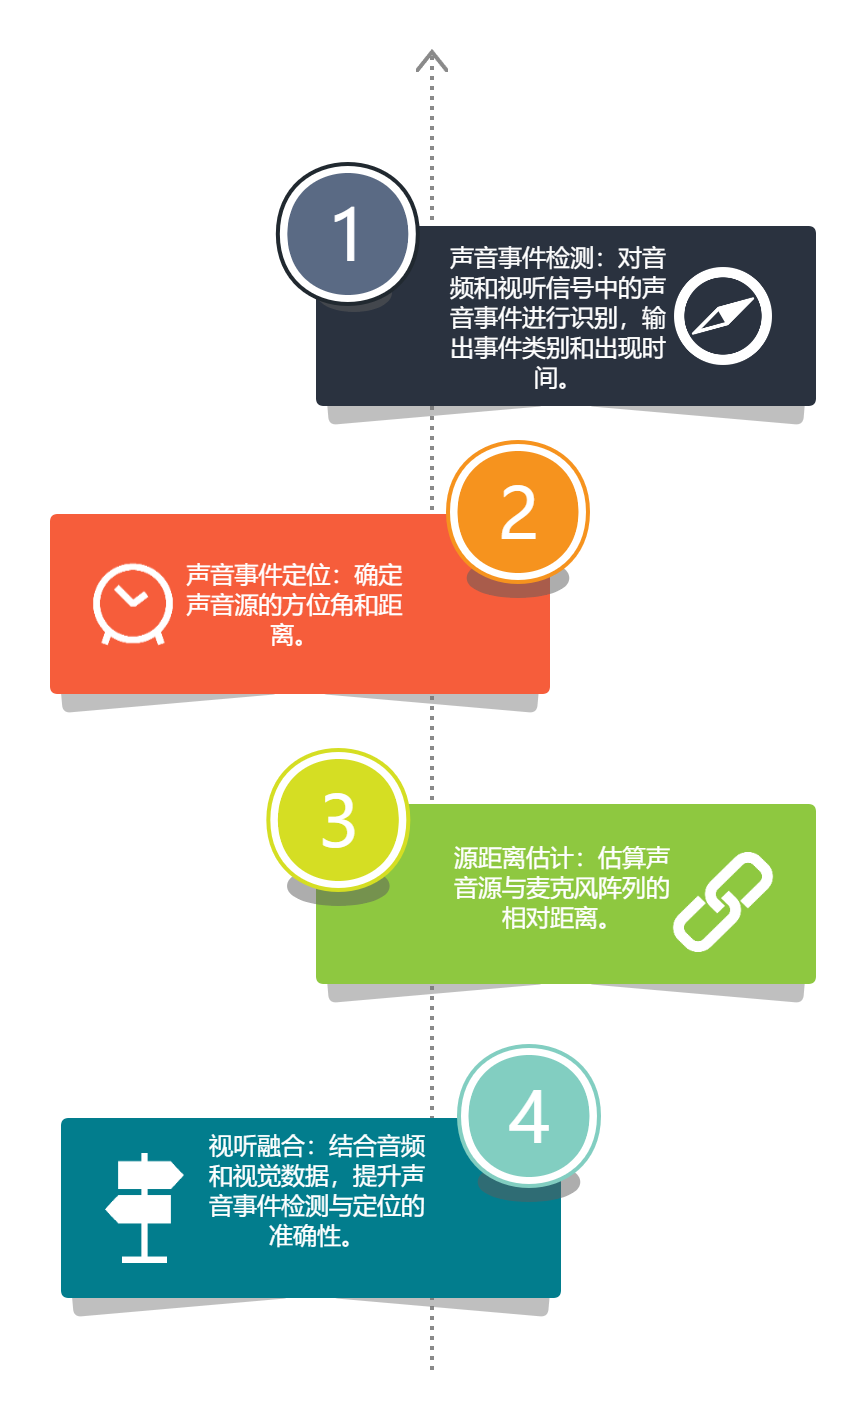 1
声音事件检测：对音
频和视听信号中的声
音事件进行识别，输
出事件类别和出现时
间。
2
声音事件定位：确定
声音源的方位角和距
离。
3
源距离估计：估算声
音源与麦克风阵列的
相对距离。
4
视听融合：结合音频
和视觉数据，提升声
音事件检测与定位的
准确性。